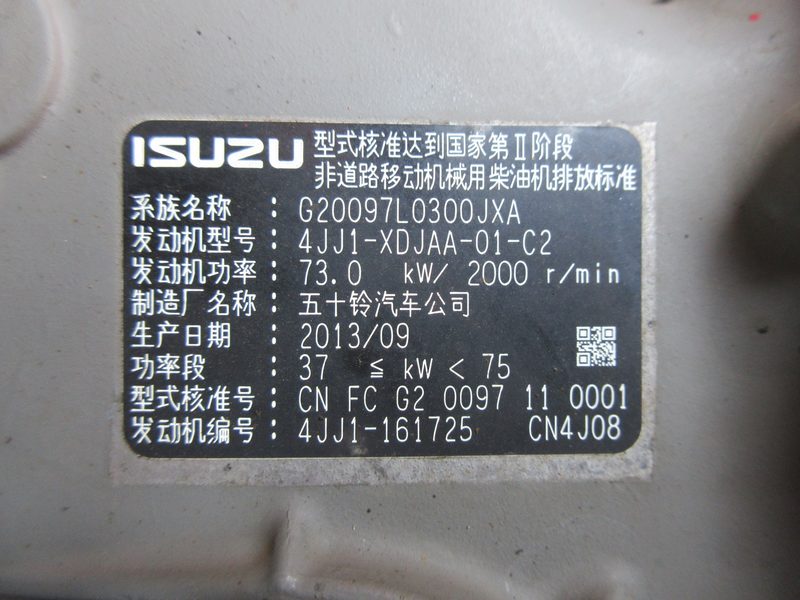 ISUZU 型式核准达到国家第Ⅱ阶段
非道路移动机械用柴油机排放标准
系族名称 : G20097L0300JXA
发动机型号 : 4JJ1-XDJAA-01-C2
发动机功率 : 73.0 kW/ 2000 r/min
制造厂名称 : 五十铃汽车公司
生产日期 : 2013/09
功率段 : 37 ≦ kW < 75
型式核准号 : CN FC G2 0097 11 0001
发动机编号 : 4JJ1-161725 CN4J08